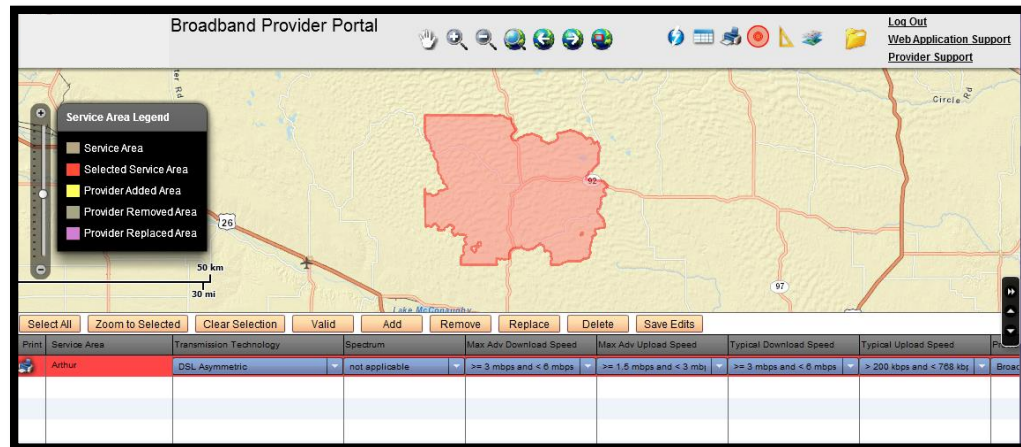 Broadband Provider Portal
Log Out
Web Application Support
Provider Support
ter Rd
Circle
Service Area Legend
Service Area
Selected Service Area
Provider Added Area
Provider Removed Area
Provider Replaced Area
92
26
97
50 km
30 mi
Lake McConaughy
Select All Zoom to Selected Clear Selection Valid Add Remove Replace Delete Save Edits
Print Service Area Transmission Technology Spectrum Max Adv Download Speed Max Adv Upload Speed Typical Download Speed Typical Upload Speed
Arthur DSL Asymmetric not applicable >= 3 mbps and < 6 mbps >= 1.5 mbps and < 3 mb >= 3 mbps and < 6 mbps > 200 kbps and < 768 kb Broad